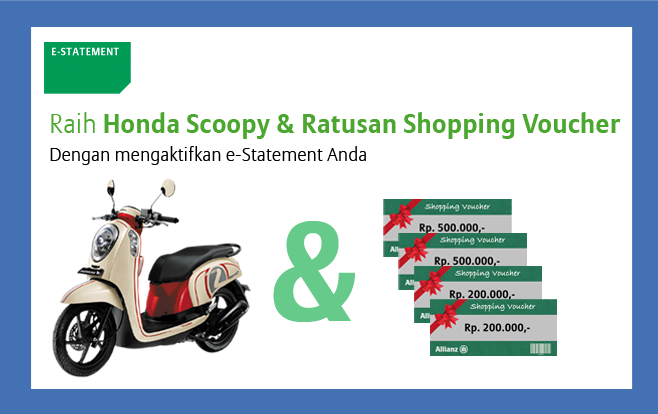 E-STATEMENT
Raih Honda Scoopy & Ratusan Shopping Voucher
Dengan mengaktifkan e-Statement Anda
&
Shopping Voucher
Rp. 500.000,-
Shopping Voucher
Rp. 500.000,-
Shopping Voucher
Rp. 200.000,-
Shopping Voucher
Rp. 200.000,-
Allianz